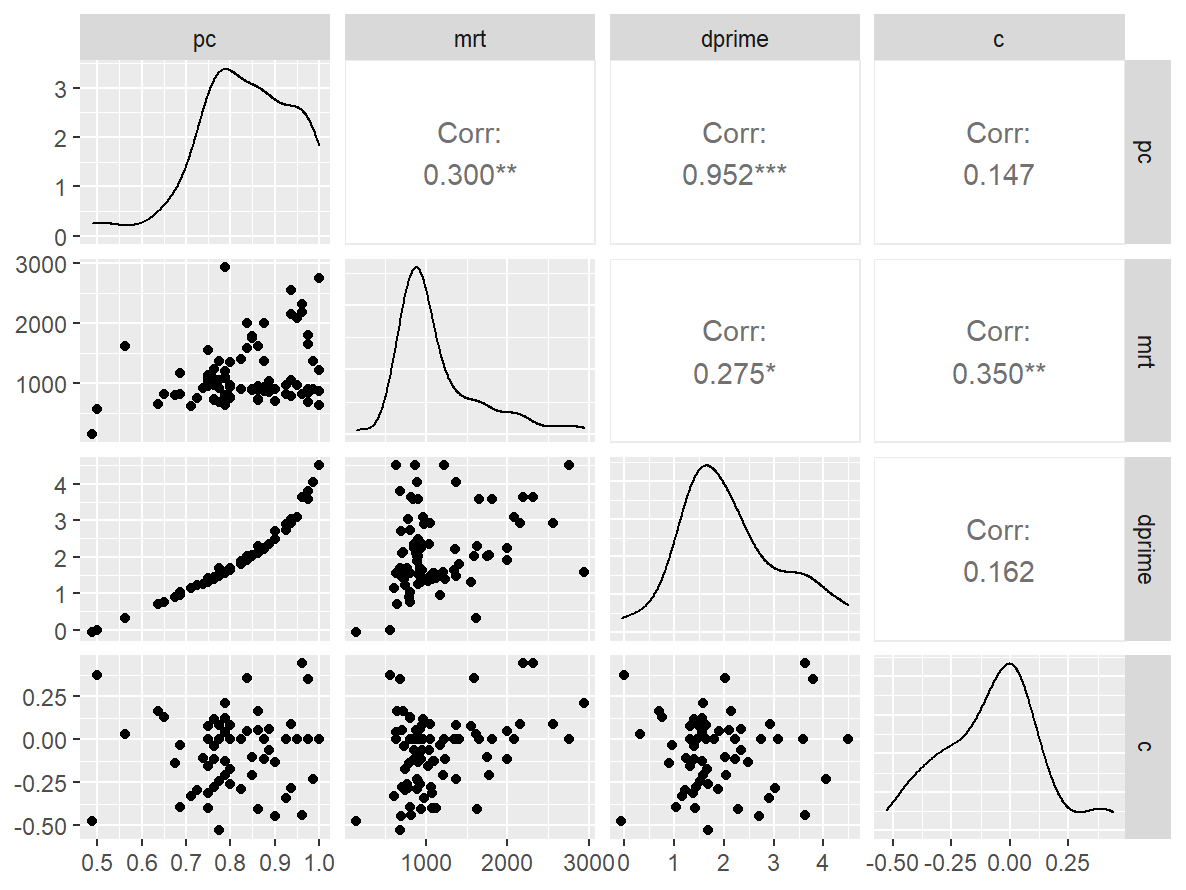 pc mrt dprime c
3
2
1
0
Corr:
0.300**
Corr:
0.952***
Corr:
0.147
pc
3000
2000
1000
Corr:
0.275*
Corr:
0.350**
mrt
4
3
2
1
0
Corr:
0.162
dprime
0.25
0.00
-0.25
-0.50
c
0.5 0.6 0.7 0.8 0.9 1.0 1000 2000 3000 0 1 2 3 4 -0.50 -0.25 0.00 0.25